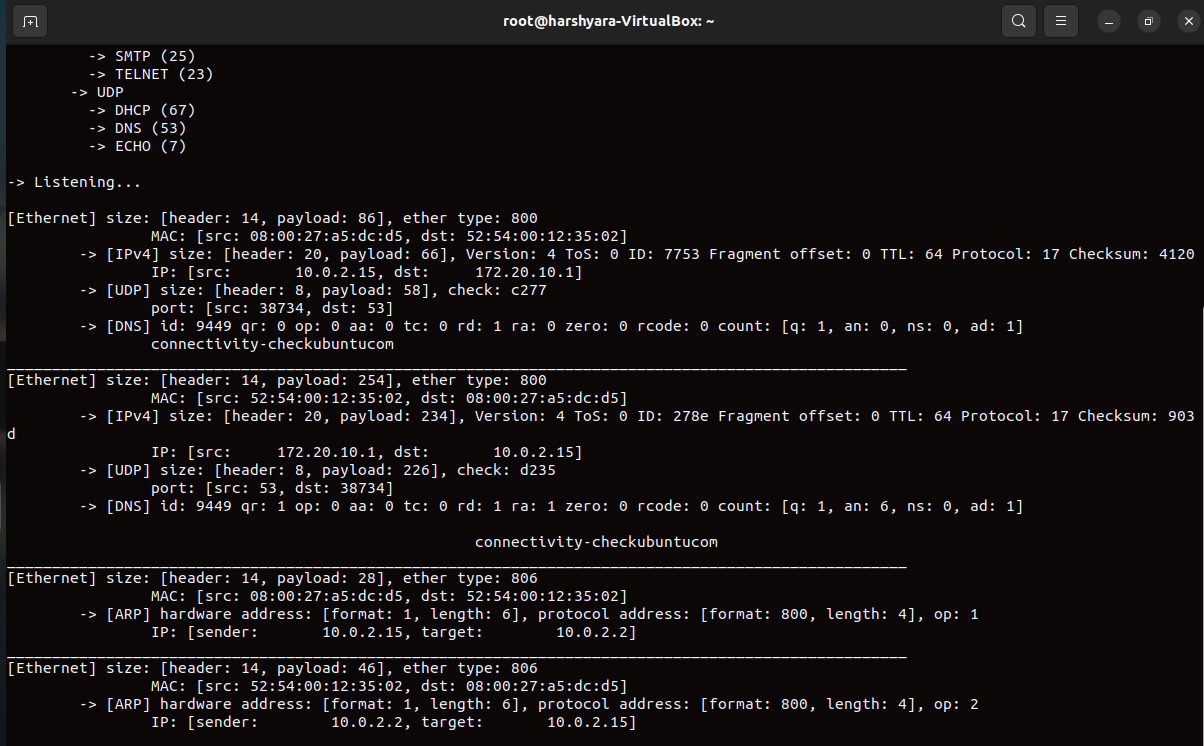 root@harshyara-VirtualBox: ~
-> SMTP (25)
-> TELNET (23)
-> UDP
-> DHCP (67)
-> DNS (53)
-> ECHO (7)
-> Listening...
[Ethernet] size: [header: 14, payload: 86], ether type: 800
MAC: [src: 08:00:27:a5:dc:d5, dst: 52:54:00:12:35:02]
-> [IPv4] size: [header: 20, payload: 66], Version: 4 ToS: 0 ID: 7753 Fragment offset: 0 TTL: 64 Protocol: 17 Checksum: 4120
IP: [src: 10.0.2.15, dst: 172.20.10.1]
-> [UDP] size: [header: 8, payload: 58], check: c277
port: [src: 38734, dst: 53]
-> [DNS] id: 9449 qr: 0 op: 0 aa: 0 tc: 0 rd: 1 ra: 0 zero: 0 rcode: 0 count: [q: 1, an: 0, ns: 0, ad: 1]
connectivity-checkubuntucom
[Ethernet] size: [header: 14, payload: 254], ether type: 800
MAC: [src: 52:54:00:12:35:02, dst: 08:00:27:a5:dc:d5]
-> [IPv4] size: [header: 20, payload: 234], Version: 4 ToS: 0 ID: 278e Fragment offset: 0 TTL: 64 Protocol: 17 Checksum: 903
d
IP: [src: 172.20.10.1, dst: 10.0.2.15]
-> [UDP] size: [header: 8, payload: 226], check: d235
port: [src: 53, dst: 38734]
-> [DNS] id: 9449 qr: 1 op: 0 aa: 0 tc: 0 rd: 1 ra: 1 zero: 0 rcode: 0 count: [q: 1, an: 6, ns: 0, ad: 1]
connectivity-checkubuntucom
[Ethernet] size: [header: 14, payload: 28], ether type: 806
MAC: [src: 08:00:27:a5:dc:d5, dst: 52:54:00:12:35:02]
-> [ARP] hardware address: [format: 1, length: 6], protocol address: [format: 800, length: 4], op: 1
IP: [sender: 10.0.2.15, target: 10.0.2.2]
[Ethernet] size: [header: 14, payload: 46], ether type: 806
MAC: [src: 52:54:00:12:35:02, dst: 08:00:27:a5:dc:d5]
-> [ARP] hardware address: [format: 1, length: 6], protocol address: [format: 800, length: 4], op: 2
IP: [sender: 10.0.2.2, target: 10.0.2.15]